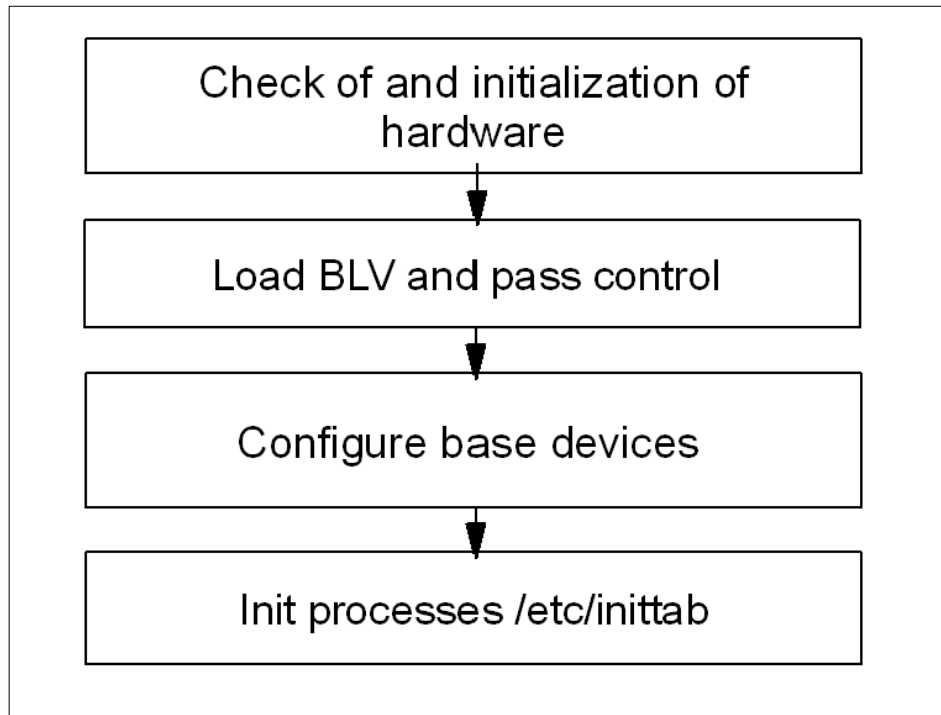 Check of and initialization of
hardware
Load BLV and pass control
Configure base devices
Init processes /etc/inittab